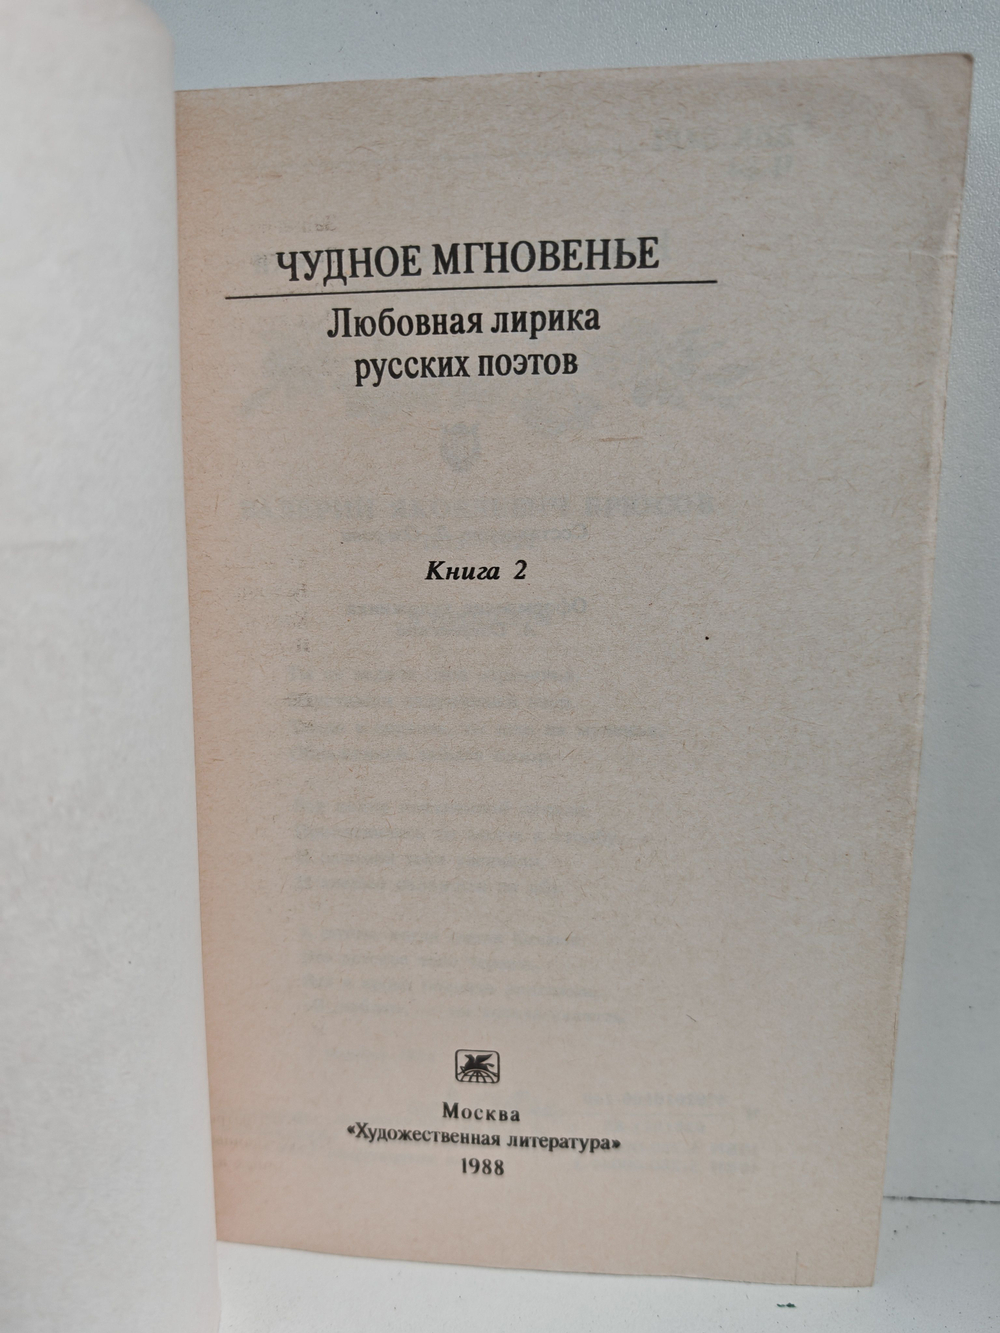 ЧУДНОЕ МГНОВЕНЬЕ
Любовная лирика
русских поэтов
Книга 2
Москва
«Художественная литература»
1988